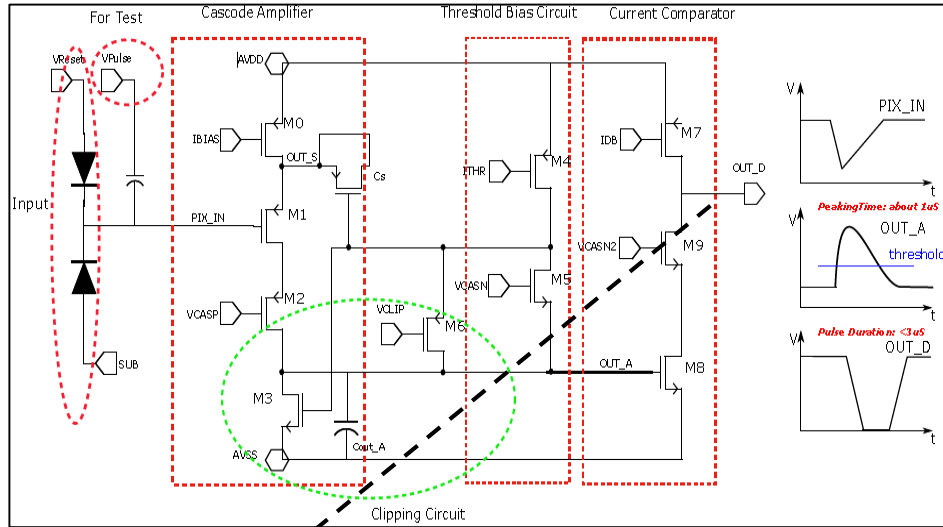 For Test
Cascode Amplifier
Threshold Bias Circuit
Current Comparator
VReset
VPulse
AVDD
M0
IBIAS
OUT_S
Cs
M4
ITHR
IDB
M7
OUT_D
Input
PIX_IN
M1
VCASN2
M9
M5
VCASN
M2
VCASP
VCLIP
M6
SUB
OUT_A
M8
M3
Cout_A
AVSS
Clipping Circuit
V
PIX_IN
t
PeakingTime: about 1uS
V
OUT_A
threshold
t
Pulse Duration: <3uS
V
OUT_D
t